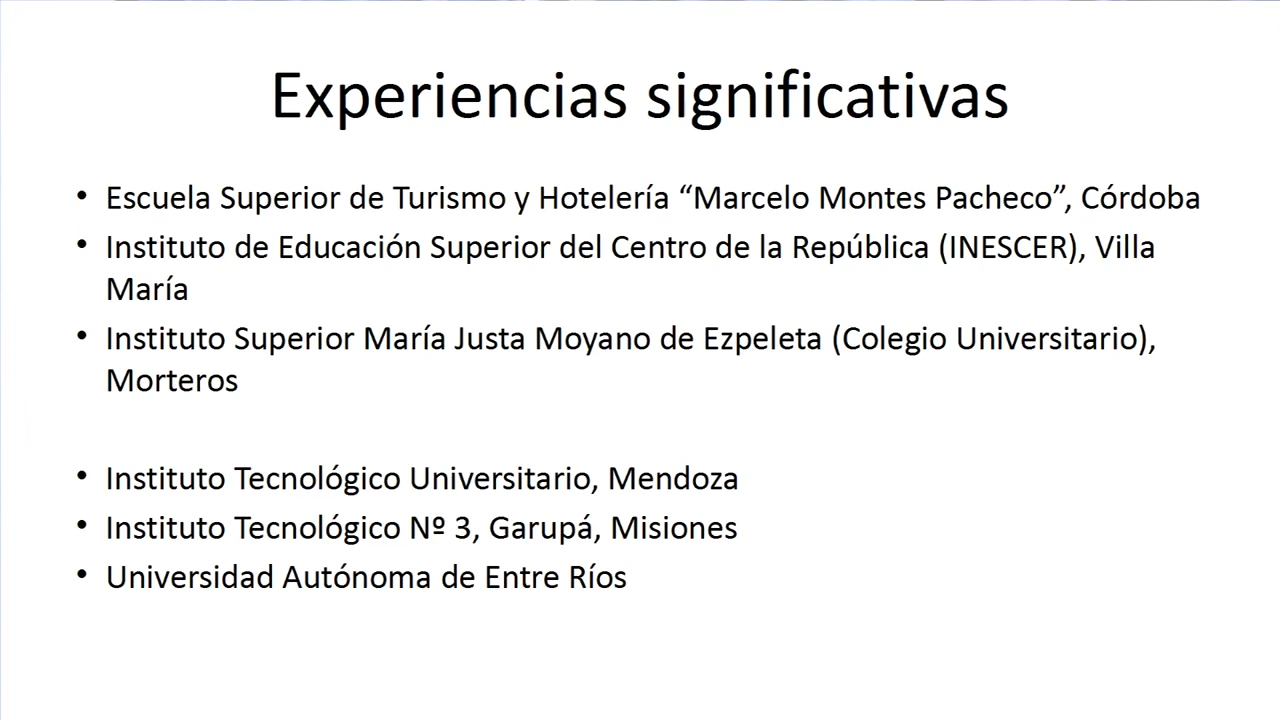 Experiencias significativas
• Escuela Superior de Turismo y Hotelería “Marcelo Montes Pacheco”, Córdoba
• Instituto de Educación Superior del Centro de la República (INESCER), Villa
María
• Instituto Superior María Justa Moyano de Ezpeleta (Colegio Universitario),
Morteros
• Instituto Tecnológico Universitario, Mendoza
• Instituto Tecnológico Nº 3, Garupá, Misiones
• Universidad Autónoma de Entre Ríos